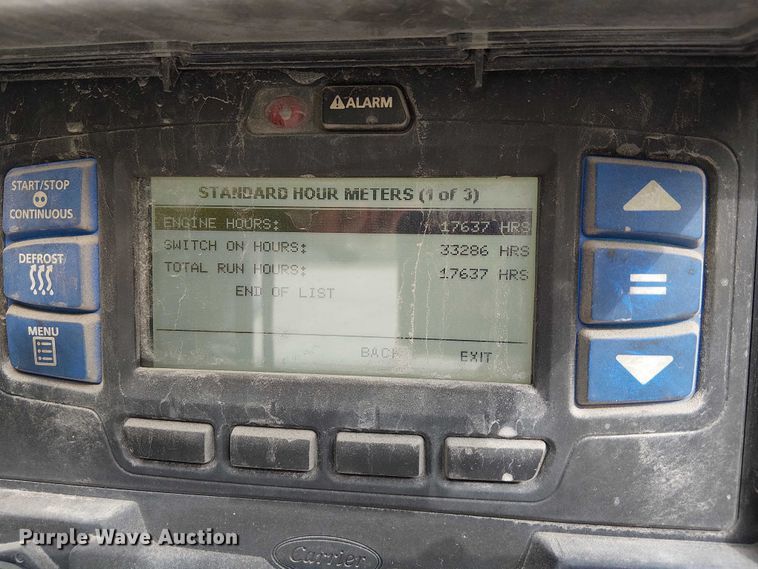 ⚠ALARM
START/STOP
CONTINUOUS
DEFROST
MENU
STANDARD HOUR METERS (1 of 3)
ENGINE HOURS: 17637 HRS
SWITCH ON HOURS: 33286 HRS
TOTAL RUN HOURS: 17637 HRS
END OF LIST
BACK EXIT
Carrier
Purple Wave Auction